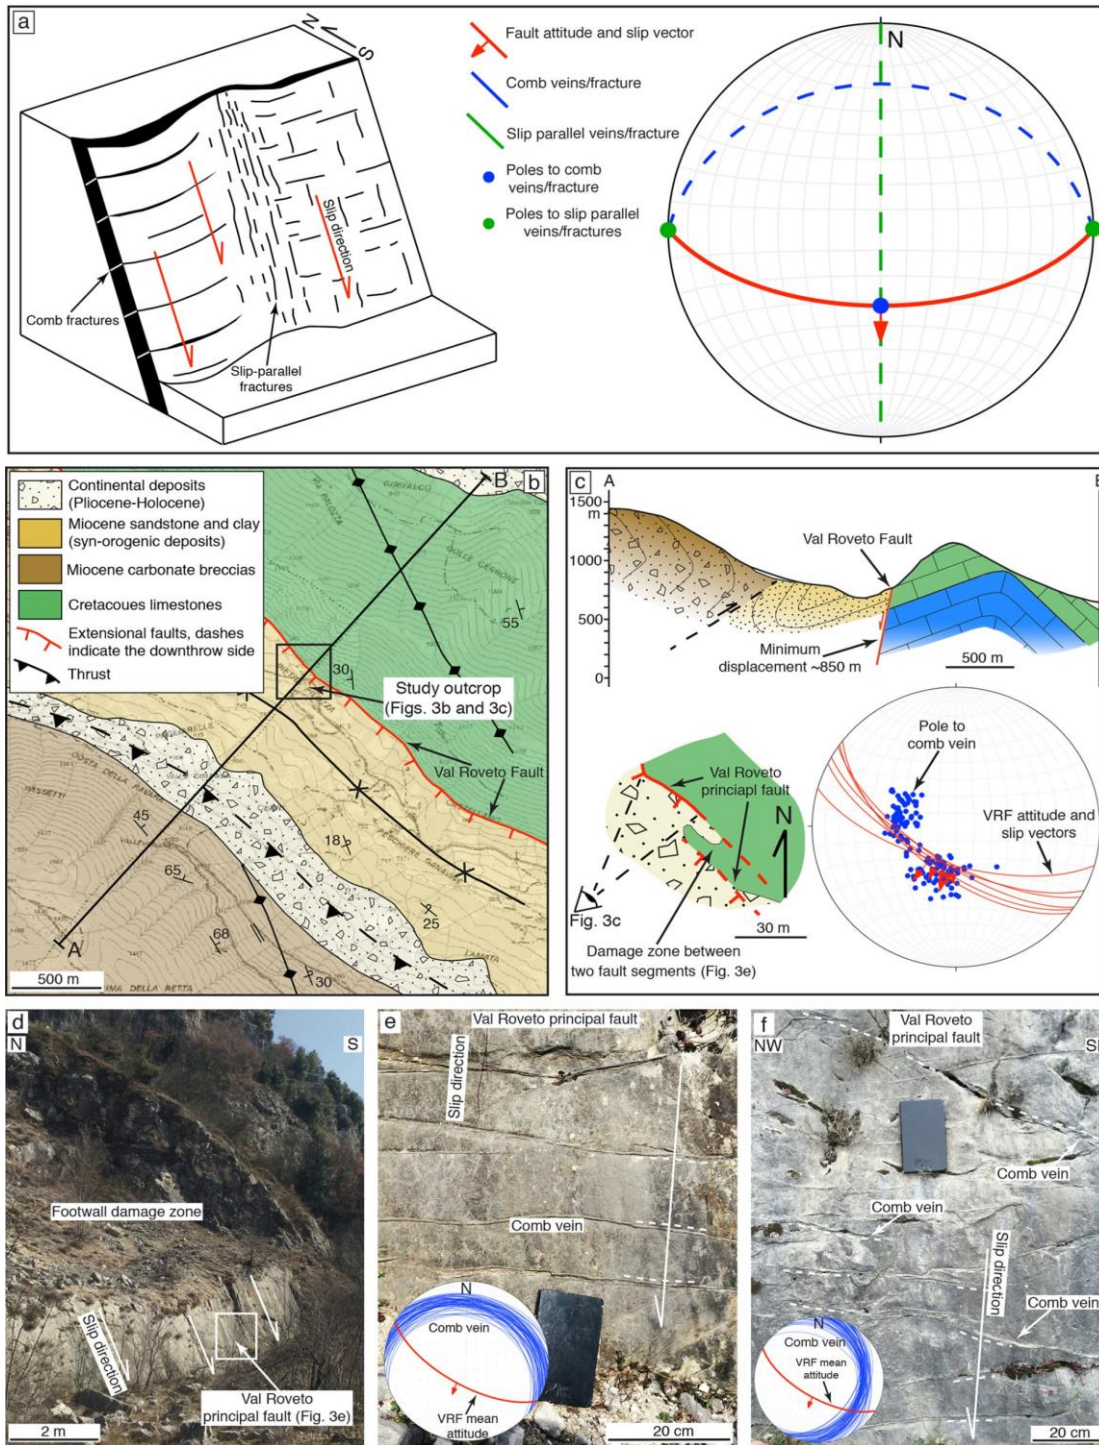 a
N
S
Slip direction
Comb fractures
Slip-parallel
fractures
Fault attitude and slip vector
Comb veins/fracture
Slip parallel veins/fracture
Poles to comb
veins/fracture
Poles to slip parallel
veins/fractures
N
b
Continental deposits
(Pliocene-Holocene)
Miocene sandstone and clay
(syn-orogenic deposits)
Miocene carbonate breccias
Cretacoues limestones
Extensional faults, dashes
indicate the downthrow side
Thrust
B
55
30
Study outcrop
(Figs. 3b and 3c)
Val Roveto Fault
45
65
18
68
25
30
A
500 m
COSTA DELLA RAVARA
c
A
1500
m
1000
500
0
Val Roveto Fault
Minimum
displacement ~850 m
500 m
Val Roveto
princiapl fault
N
Fig. 3c
30 m
Damage zone between
two fault segments (Fig. 3e)
Pole to
comb vein
VRF attitude and
slip vectors
d
N
S
Footwall damage zone
Slip direction
Val Roveto
principal fault (Fig. 3e)
2 m
e
Val Roveto principal fault
Slip direction
Comb vein
N
Comb vein
VRF mean
attitude
20 cm
f
NW
Val Roveto
principal fault
Comb vein
Comb vein
Slip direction
Comb vein
N
Comb vein
VRF mean
attitude
20 cm